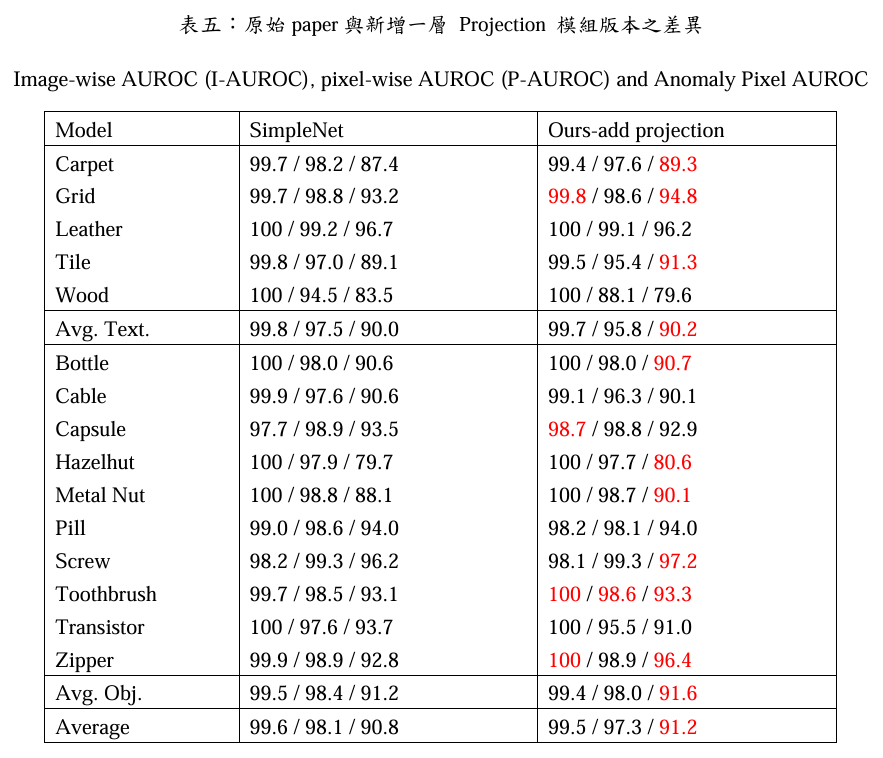 表五：原始 paper 與新增一層 Projection 模組版本之差異
Image-wise AUROC (I-AUROC), pixel-wise AUROC (P-AUROC) and Anomaly Pixel AUROC
Model SimpleNet Ours-add projection
Carpet 99.7 / 98.2 / 87.4 99.4 / 97.6 / 89.3
Grid 99.7 / 98.8 / 93.2 99.8 / 98.6 / 94.8
Leather 100 / 99.2 / 96.7 100 / 99.1 / 96.2
Tile 99.8 / 97.0 / 89.1 99.5 / 95.4 / 91.3
Wood 100 / 94.5 / 83.5 100 / 88.1 / 79.6
Avg. Text. 99.8 / 97.5 / 90.0 99.7 / 95.8 / 90.2
Bottle 100 / 98.0 / 90.6 100 / 98.0 / 90.7
Cable 99.9 / 97.6 / 90.6 99.1 / 96.3 / 90.1
Capsule 97.7 / 98.9 / 93.5 98.7 / 98.8 / 92.9
Hazelhut 100 / 97.9 / 79.7 100 / 97.7 / 80.6
Metal Nut 100 / 98.8 / 88.1 100 / 98.7 / 90.1
Pill 99.0 / 98.6 / 94.0 98.2 / 98.1 / 94.0
Screw 98.2 / 99.3 / 96.2 98.1 / 99.3 / 97.2
Toothbrush 99.7 / 98.5 / 93.1 100 / 98.6 / 93.3
Transistor 100 / 97.6 / 93.7 100 / 95.5 / 91.0
Zipper 99.9 / 98.9 / 92.8 100 / 98.9 / 96.4
Avg. Obj. 99.5 / 98.4 / 91.2 99.4 / 98.0 / 91.6
Average 99.6 / 98.1 / 90.8 99.5 / 97.3 / 91.2